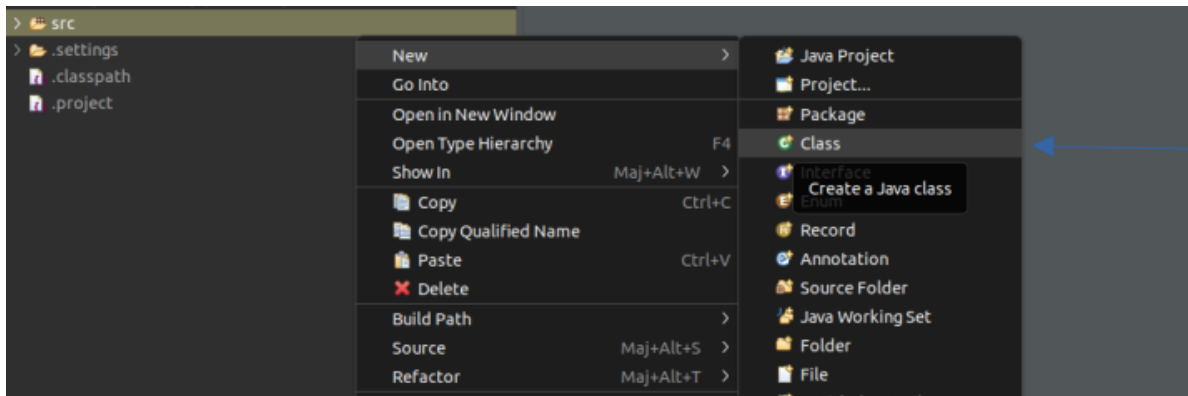 src
.settings
.classpath
.project
New
Go Into
Open in New Window
Open Type Hierarchy F4
Show In Maj+Alt+W
Copy Ctrl+C
Copy Qualified Name
Paste Ctrl+V
Delete
Build Path
Source Maj+Alt+S
Refactor Maj+Alt+T
Java Project
Project...
Package
Class
Interface
Create a Java class
Enum
Record
Annotation
Source Folder
Java Working Set
Folder
File